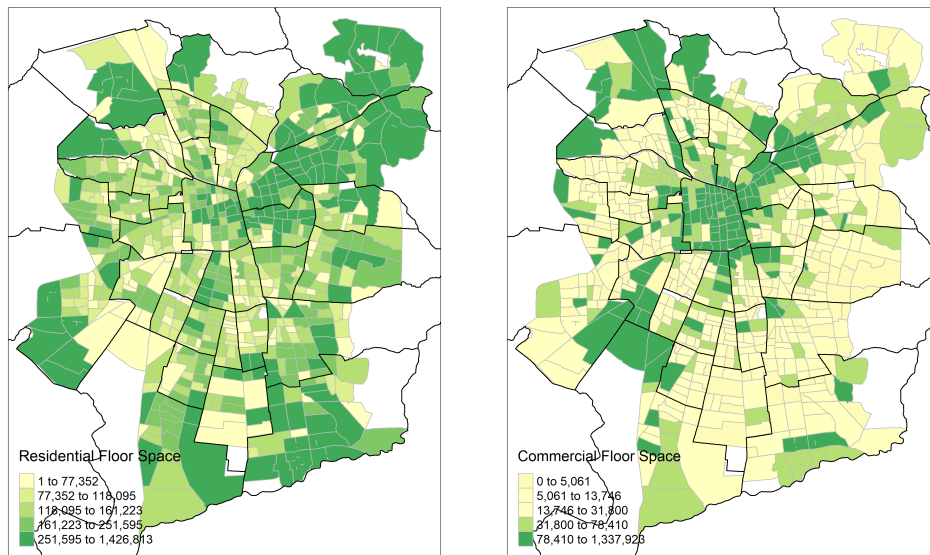 Residential Floor Space
1 to 77,352
77,352 to 118,095
118,095 to 161,223
161,223 to 251,595
251,595 to 1,426,813
Commercial Floor Space
0 to 5,061
5,061 to 13,746
13,746 to 31,800
31,800 to 78,410
78,410 to 1,337,923